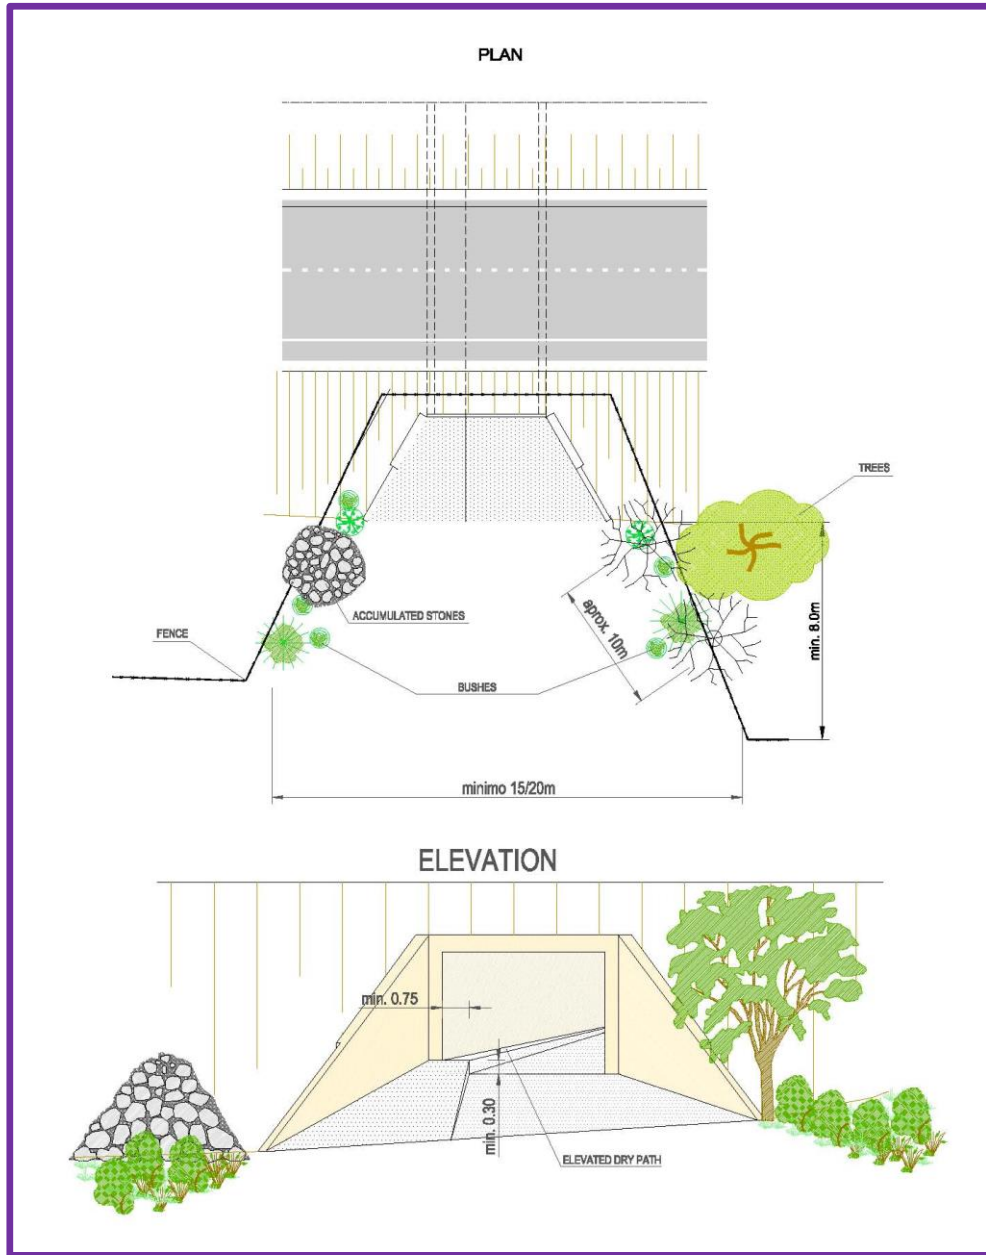 PLAN
TREES
ACCUMULATED STONES
FENCE
aprox. 10m
min. 8.0m
BUSHES
minimo 15/20m
ELEVATION
min. 0.75
min. 0.30
ELEVATED DRY PATH